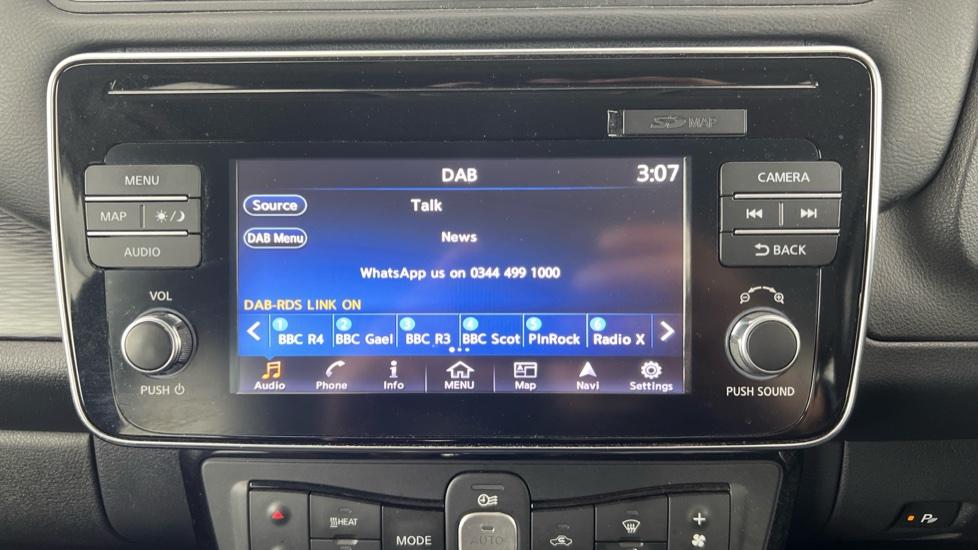 SD MAP
MENU
MAP
AUDIO
VOL
PUSH
DAB 3:07
Source Talk
DAB Menu News
WhatsApp us on 0344 499 1000
DAB-RDS LINK ON
1 2 3 4 5 6
BBC R4 BBC Gael BBC R3 BBC Scot PlnRock Radio X
Audio Phone Info MENU Map Navi Settings
CAMERA
BACK
PUSH SOUND
HEAT
MODE
AUTO
+
P